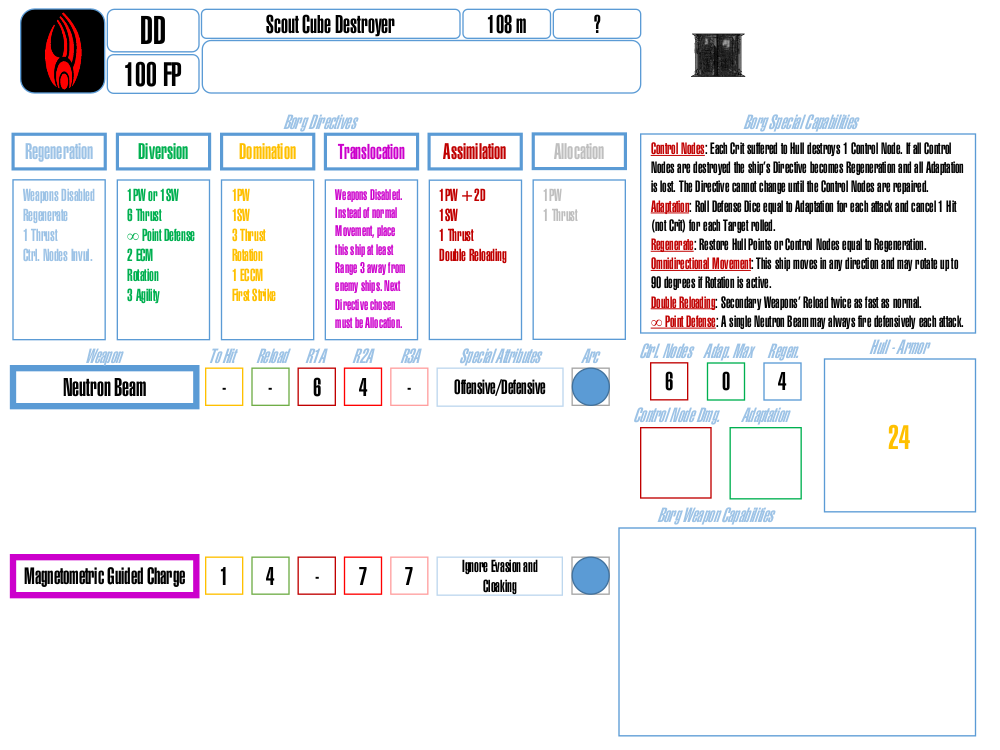 DD
Scout Cube Destroyer
108 m
?
100 FP
Borg Directives
Borg Special Capabilities
Regeneration
Diversion
Domination
Translocation
Assimilation
Allocation
Weapons Disabled
Regenerate
1 Thrust
Ctrl. Nodes Invul.
1PW or 1SW
6 Thrust
∞ Point Defense
2 ECM
Rotation
3 Agility
1PW
1SW
3 Thrust
Rotation
1 ECCM
First Strike
Weapons Disabled.
Instead of normal
Movement, place
this ship at least
Range 3 away from
enemy ships. Next
Directive chosen
must be Allocation.
1PW + 2D
1SW
1 Thrust
Double Reloading
1PW
1 Thrust
Control Nodes: Each Crit suffered to Hull destroys 1 Control Node. If all Control
Nodes are destroyed the ship's Directive becomes Regeneration and all Adaptation
is lost. The Directive cannot change until the Control Nodes are repaired.
Adaptation: Roll Defense Dice equal to Adaptation for each attack and cancel 1 Hit
(not Crit) for each Target rolled.
Regenerate: Restore Hull Points or Control Nodes equal to Regeneration.
Omnidirectional Movement: This ship moves in any direction and may rotate up to
90 degrees if Rotation is active.
Double Reloading: Secondary Weapons' Reload twice as fast as normal.
∞ Point Defense: A single Neutron Beam may always fire defensively each attack.
Weapon
To Hit
Reload
R1A
R2A
R3A
Special Attributes
Arc
Neutron Beam
-
-
6
4
-
Offensive/Defensive
Ctrl. Nodes
Adap. Max
Regen.
Hull - Armor
6
0
4
24
Control Node Dmg.
Adaptation
Borg Weapon Capabilities
Magnetometric Guided Charge
1
4
-
7
7
Ignore Evasion and
Cloaking